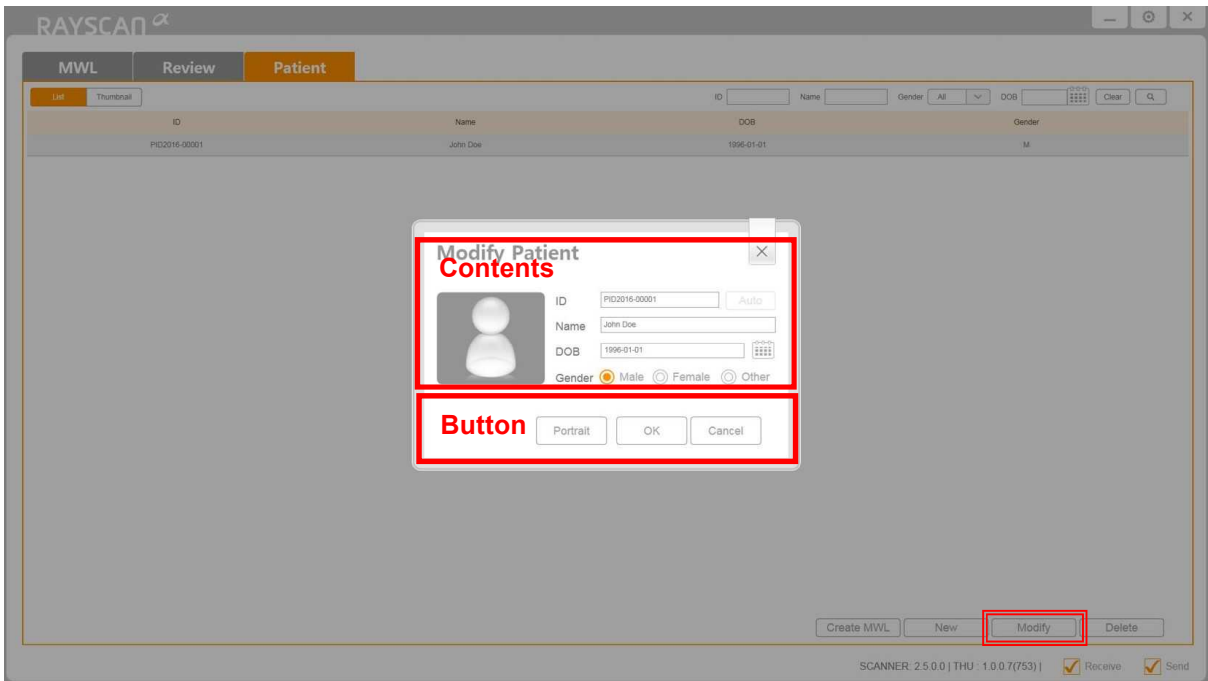 RAYSCAN α
MWL Review Patient
List Thumbnail ID Name Gender All DOB Clear
ID Name DOB Gender
PID2016-00001 John Doe 1996-01-01 M
Modify Patient
Contents
ID PID2016-00001 Auto
Name John Doe
DOB 1996-01-01
Gender Male Female Other
Button Portrait OK Cancel
Create MWL New Modify Delete
SCANNER: 2.5.0.0 | THU : 1.0.0.7(753) | Receive Send